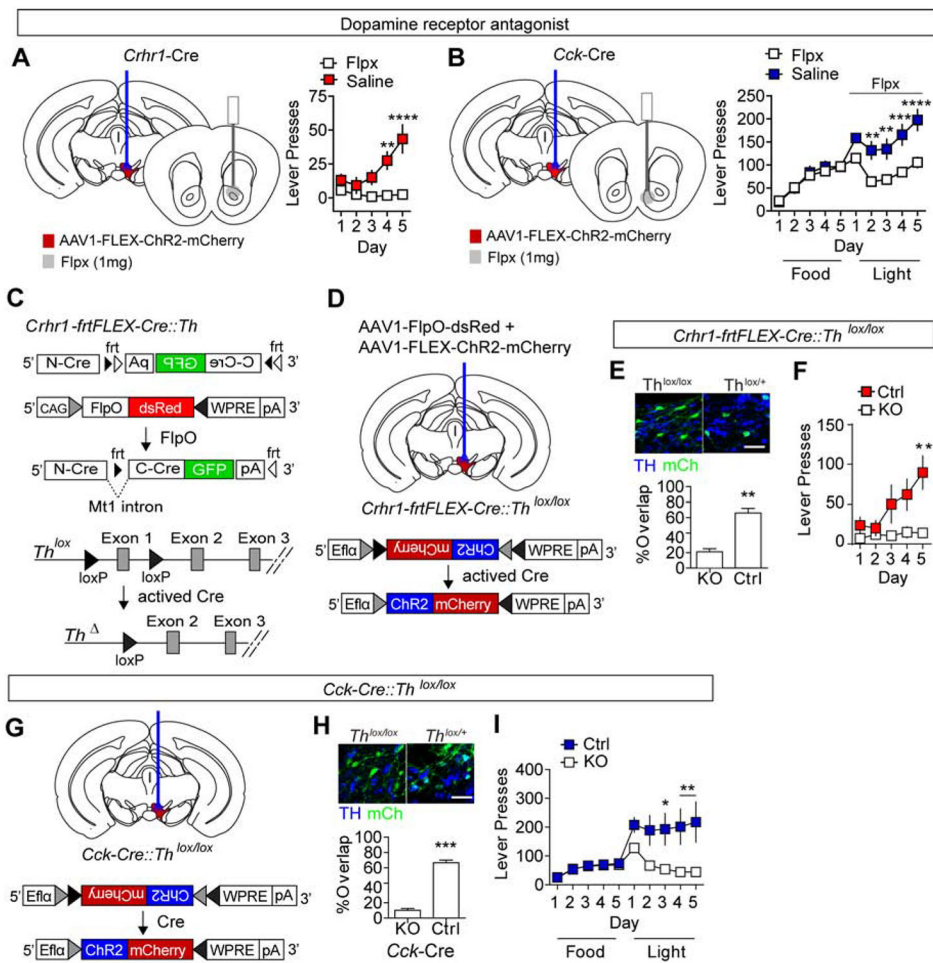 Dopamine receptor antagonist
A
Crhr1-Cre
AAV1-FLEX-ChR2-mCherry
Flpx (1mg)
Flpx
Saline
Lever Presses
75
50
25
0
** ****
1 2 3 4 5
Day
B
Cck-Cre
AAV1-FLEX-ChR2-mCherry
Flpx (1mg)
Flpx
Saline
Flpx
Lever Presses
250
200
150
100
50
0
** ** *** ****
1 2 3 4 5 1 2 3 4 5
Day
Food Light
C
Crhr1-frtFLEX-Cre::Th
frt frt
5' N-Cre pA GFP C-Cre 3'
5' CAG FlpO dsRed WPRE pA 3'
FlpO
frt
5' N-Cre C-Cre GFP pA 3'
Mt1 intron
Th lox
Exon 1 Exon 2 Exon 3
loxP loxP
actived Cre
Th Δ
Exon 2 Exon 3
loxP
D
AAV1-FlpO-dsRed +
AAV1-FLEX-ChR2-mCherry
Crhr1-frtFLEX-Cre::Th lox/lox
5' Eflα mCherry ChR2 WPRE pA 3'
actived Cre
5' Eflα ChR2 mCherry WPRE pA 3'
Crhr1-frtFLEX-Cre::Th lox/lox
E
Th lox/lox Th lox/+
TH mCh
%Overlap
100
80
60
40
20
**
KO Ctrl
F
Ctrl
KO
Lever Presses
150
100
50
0
**
1 2 3 4 5
Day
Cck-Cre::Th lox/lox
G
Cck-Cre::Th lox/lox
5' Eflα mCherry ChR2 WPRE pA 3'
Cre
5' Eflα ChR2 mCherry WPRE pA 3'
H
Th lox/lox Th lox/+
TH mCh
%Overlap
100
80
60
40
20
0
***
KO Ctrl
Cck-Cre
I
Ctrl
KO
Lever Presses
400
300
200
100
0
* **
1 2 3 4 5 1 2 3 4 5
Day
Food Light